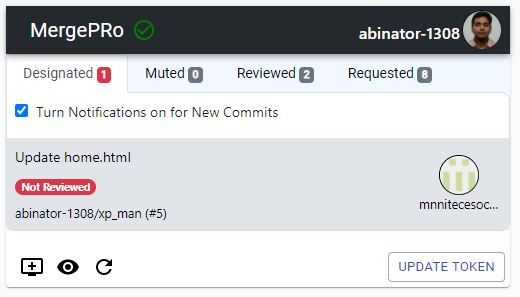 MergePRo abinator-1308
Designated 1 Muted 0 Reviewed 2 Requested 8
Turn Notifications on for New Commits
Update home.html
Not Reviewed
mnnitecesoc...
abinator-1308/xp_man (#5)
UPDATE TOKEN